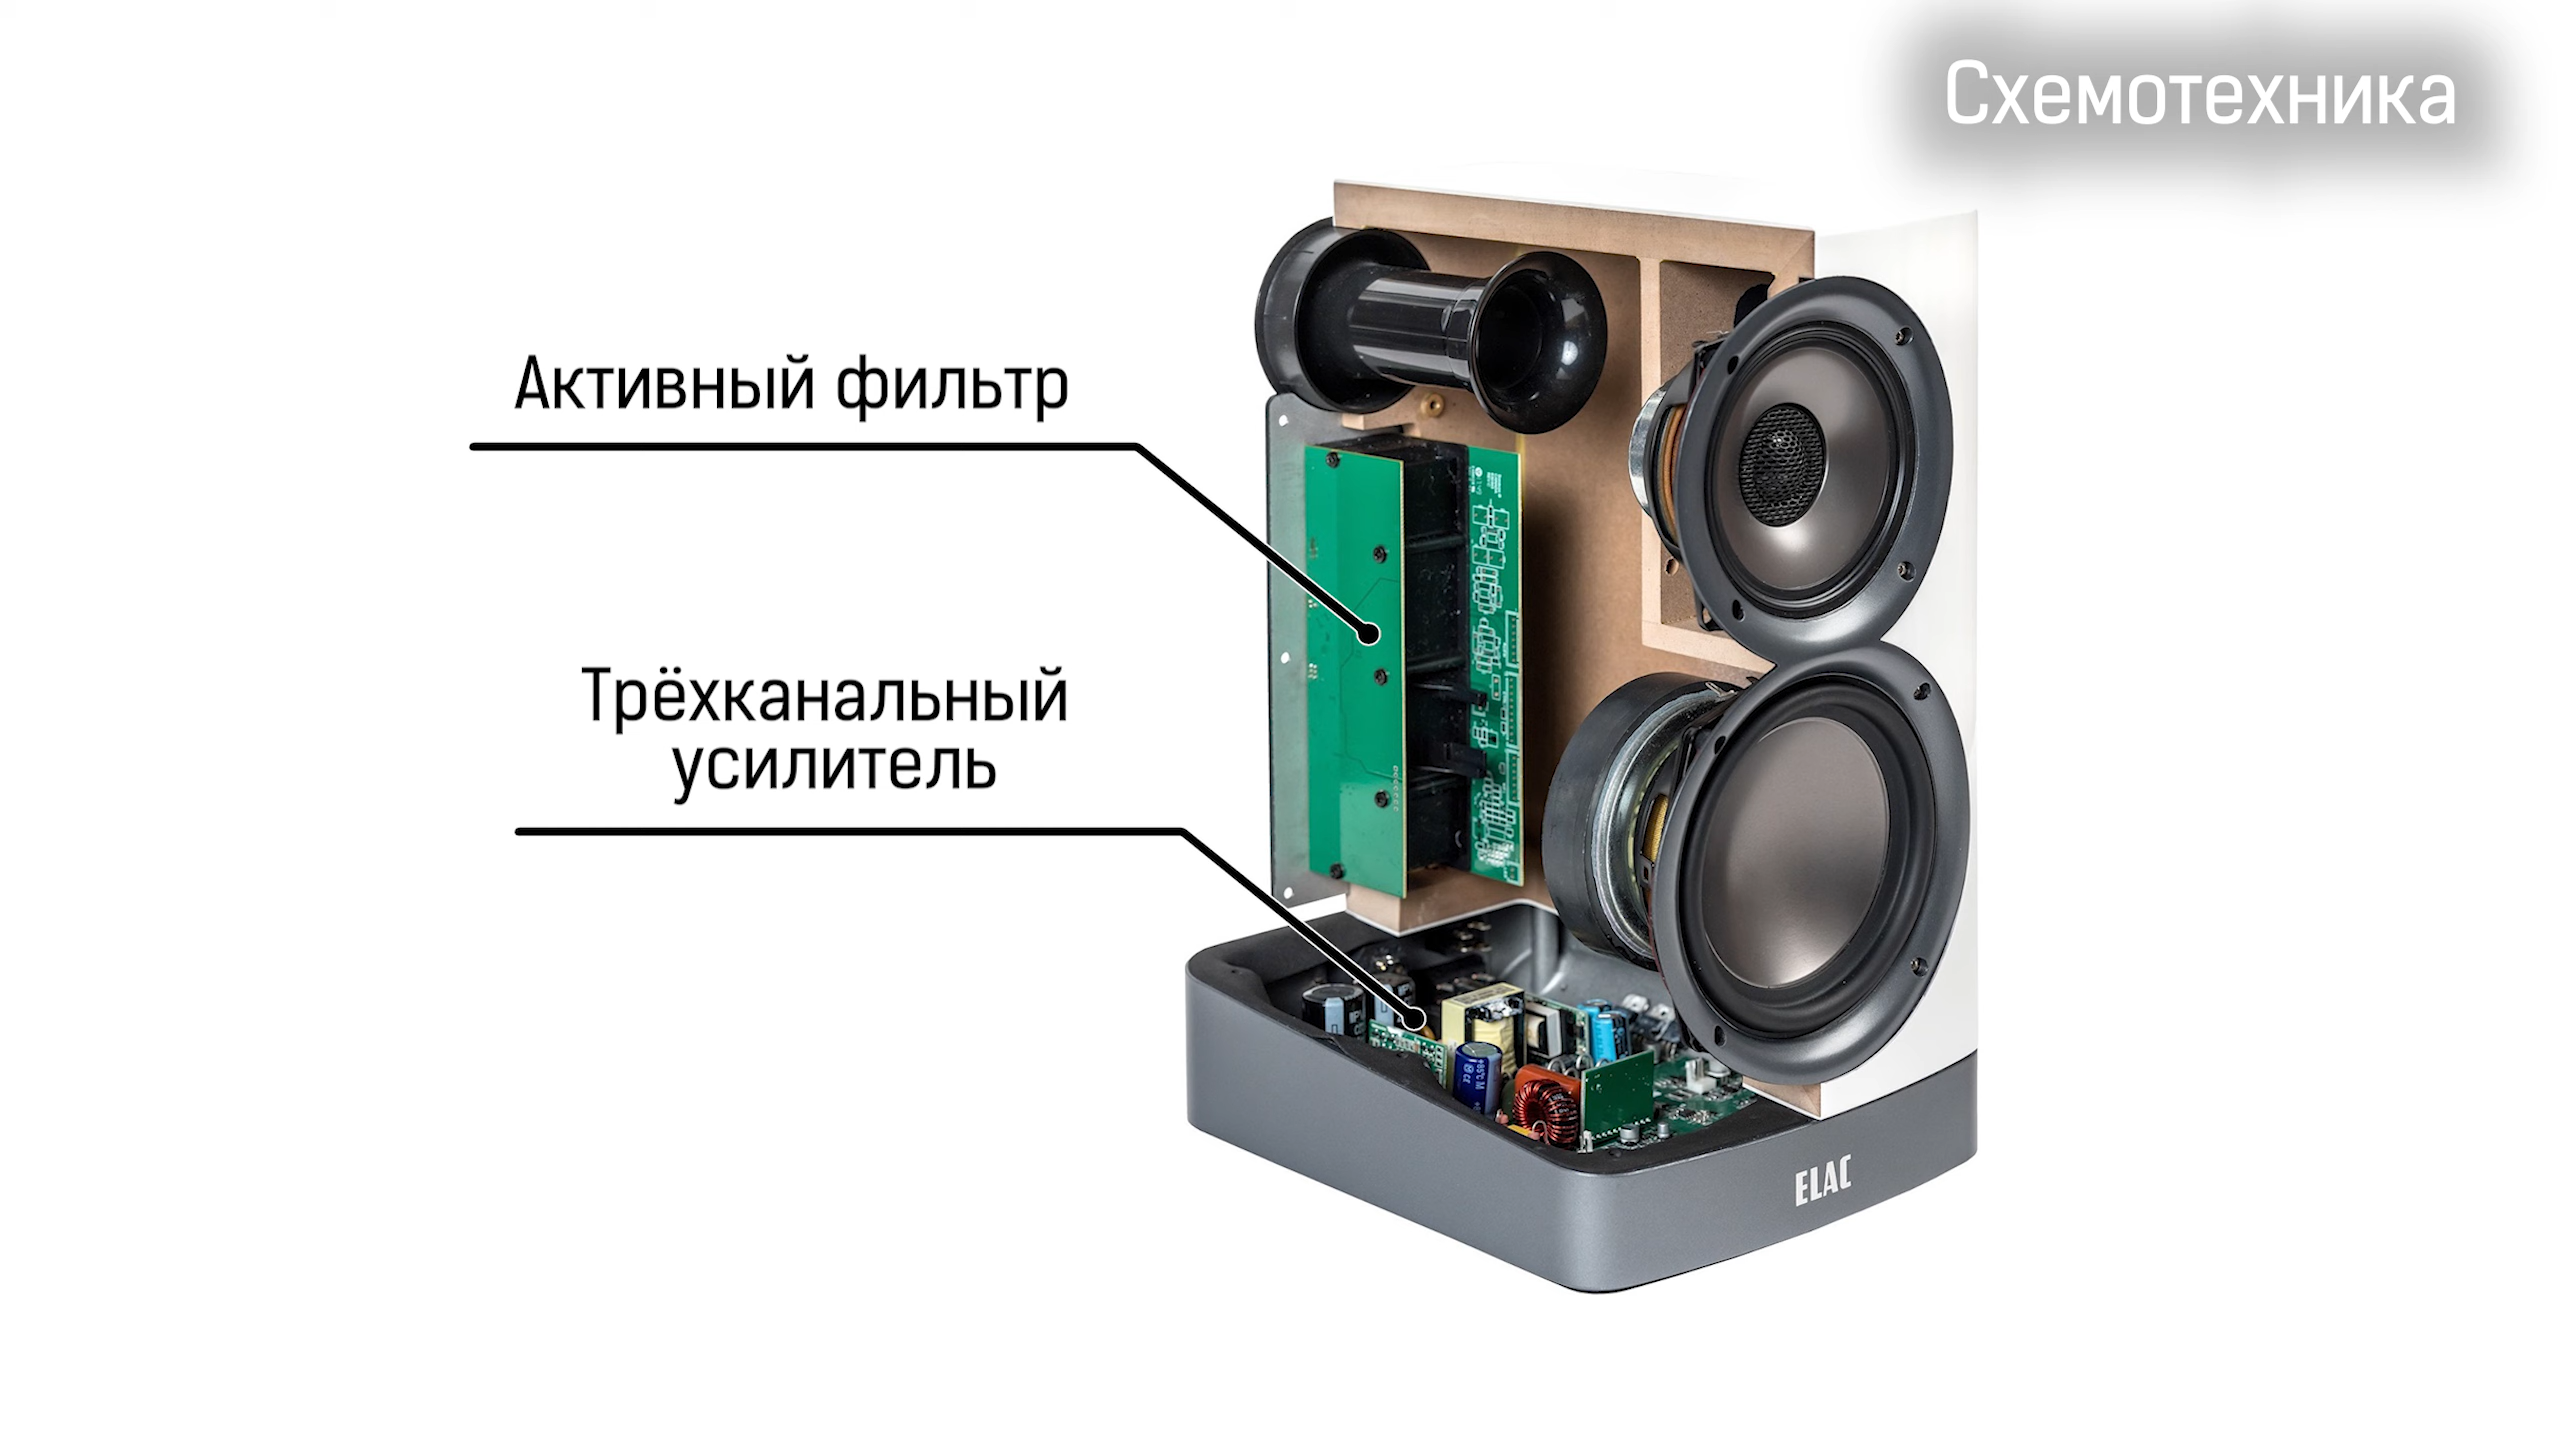 Схемотехника
Активный фильтр
Трёхканальный
усилитель
ELAC